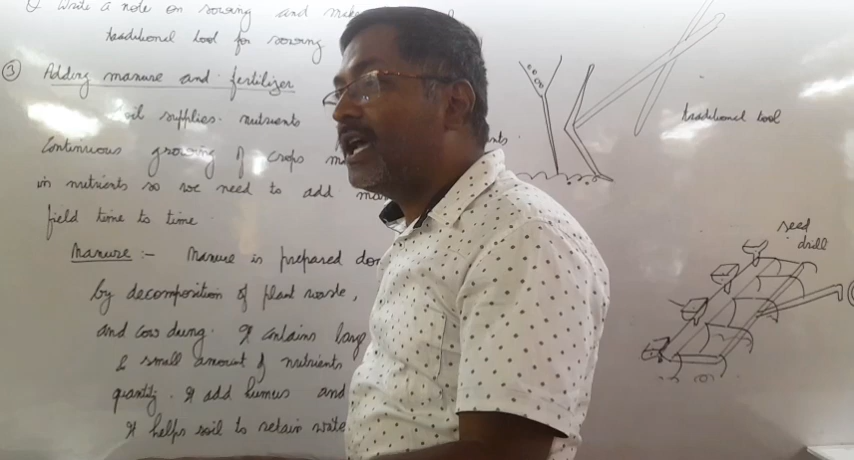 Q Write a note on sowing and
traditional tool for sowing
③ Adding manure and fertilizer
Soil supplies nutrients
Continuous growing of crops
in nutrients so we need to add
field time to time.
Manure :- Manure is prepared
by decomposition of plant waste,
and cow dung. It contains
& small amount of nutrients
quantity. It add humus and
It helps soil to retain
traditional tool
seed
drill